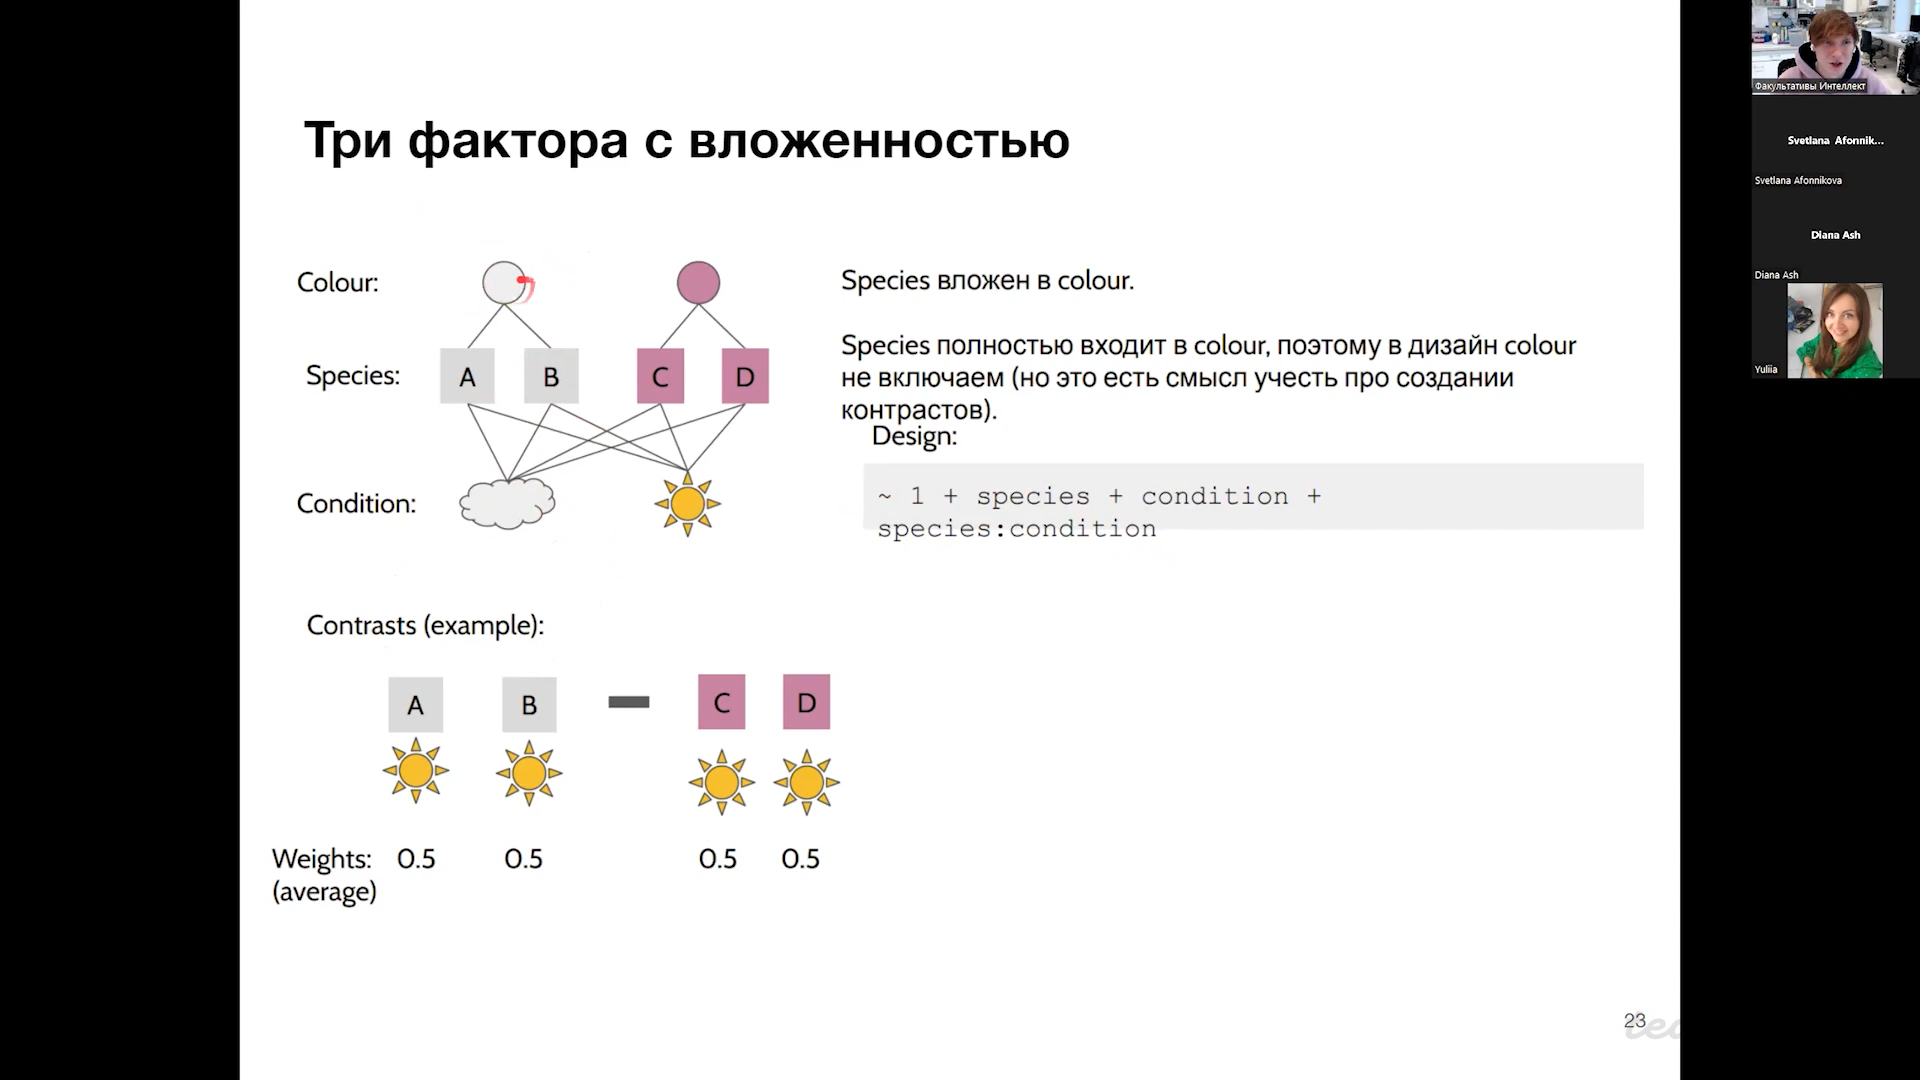 Три фактора с вложенностью
Colour:
Species:
A B C D
Condition:
Species вложен в colour.
Species полностью входит в colour, поэтому в дизайн colour
не включаем (но это есть смысл учесть про создании
контрастов).
Design:
~ 1 + species + condition +
species:condition
Contrasts (example):
A B C D
Weights: 0.5 0.5 0.5 0.5
(average)
23
Факультативы Интеллект
Svetlana Afonnik...
Svetlana Afonnikova
Diana Ash
Diana Ash
Yuliia